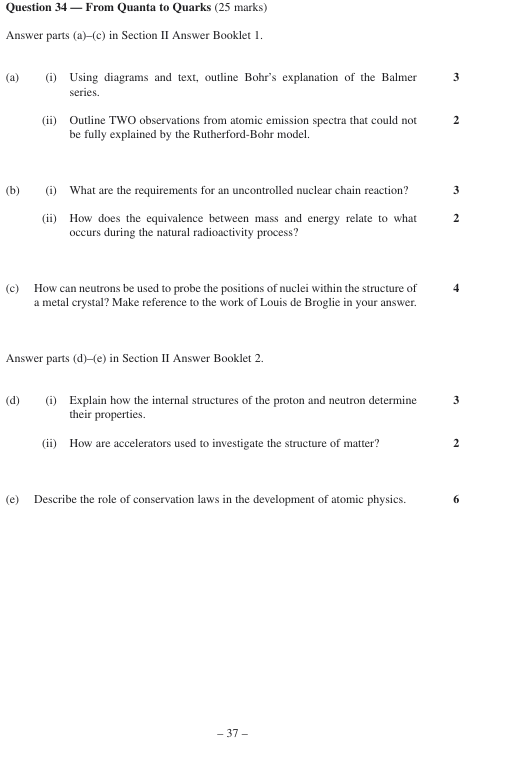 Question 34 — From Quanta to Quarks (25 marks)
Answer parts (a)–(c) in Section II Answer Booklet 1.
(a) (i) Using diagrams and text, outline Bohr's explanation of the Balmer 3
series.
(ii) Outline TWO observations from atomic emission spectra that could not 2
be fully explained by the Rutherford-Bohr model.
(b) (i) What are the requirements for an uncontrolled nuclear chain reaction? 3
(ii) How does the equivalence between mass and energy relate to what 2
occurs during the natural radioactivity process?
(c) How can neutrons be used to probe the positions of nuclei within the structure of 4
a metal crystal? Make reference to the work of Louis de Broglie in your answer.
Answer parts (d)–(e) in Section II Answer Booklet 2.
(d) (i) Explain how the internal structures of the proton and neutron determine 3
their properties.
(ii) How are accelerators used to investigate the structure of matter? 2
(e) Describe the role of conservation laws in the development of atomic physics. 6
– 37 –